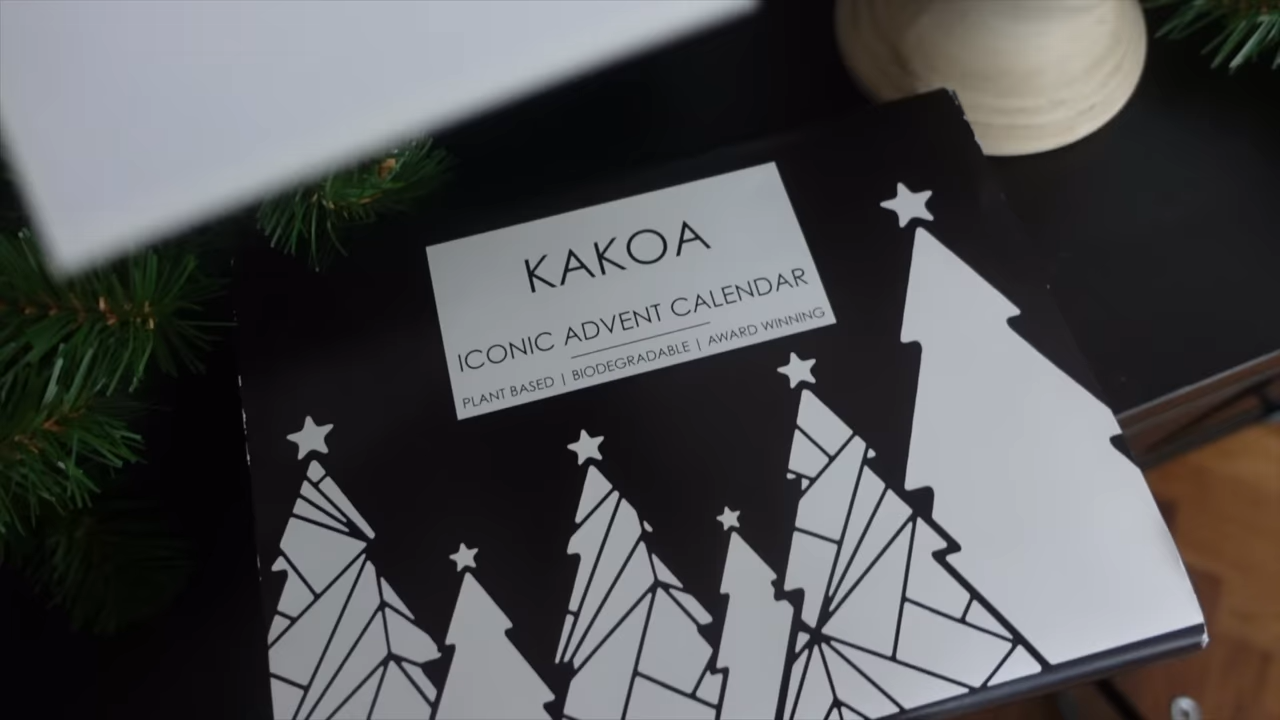 KAKOA
ICONIC ADVENT CALENDAR
PLANT BASED | BIODEGRADABLE | AWARD WINNING